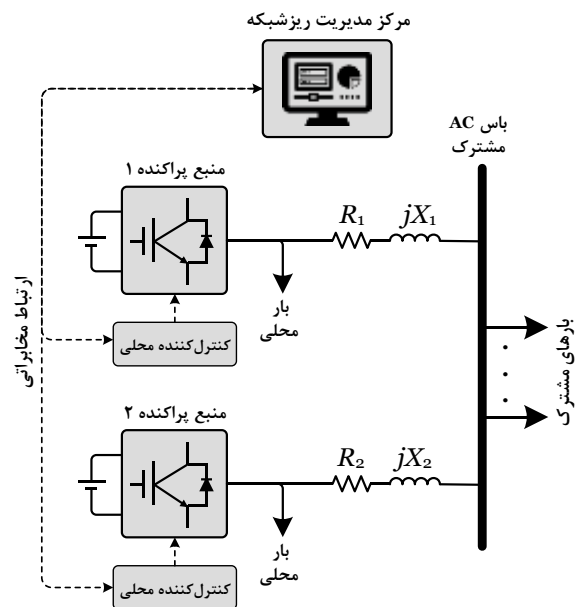 مرکز مدیریت ریزشبکه
باس AC
مشترک
منبع پراکنده ۱
R₁
jX₁
بار
محلی
کنترل‌کننده محلی
ارتباط مخابراتی
بارهای مشترک
منبع پراکنده ۲
R₂
jX₂
بار
محلی
کنترل‌کننده محلی